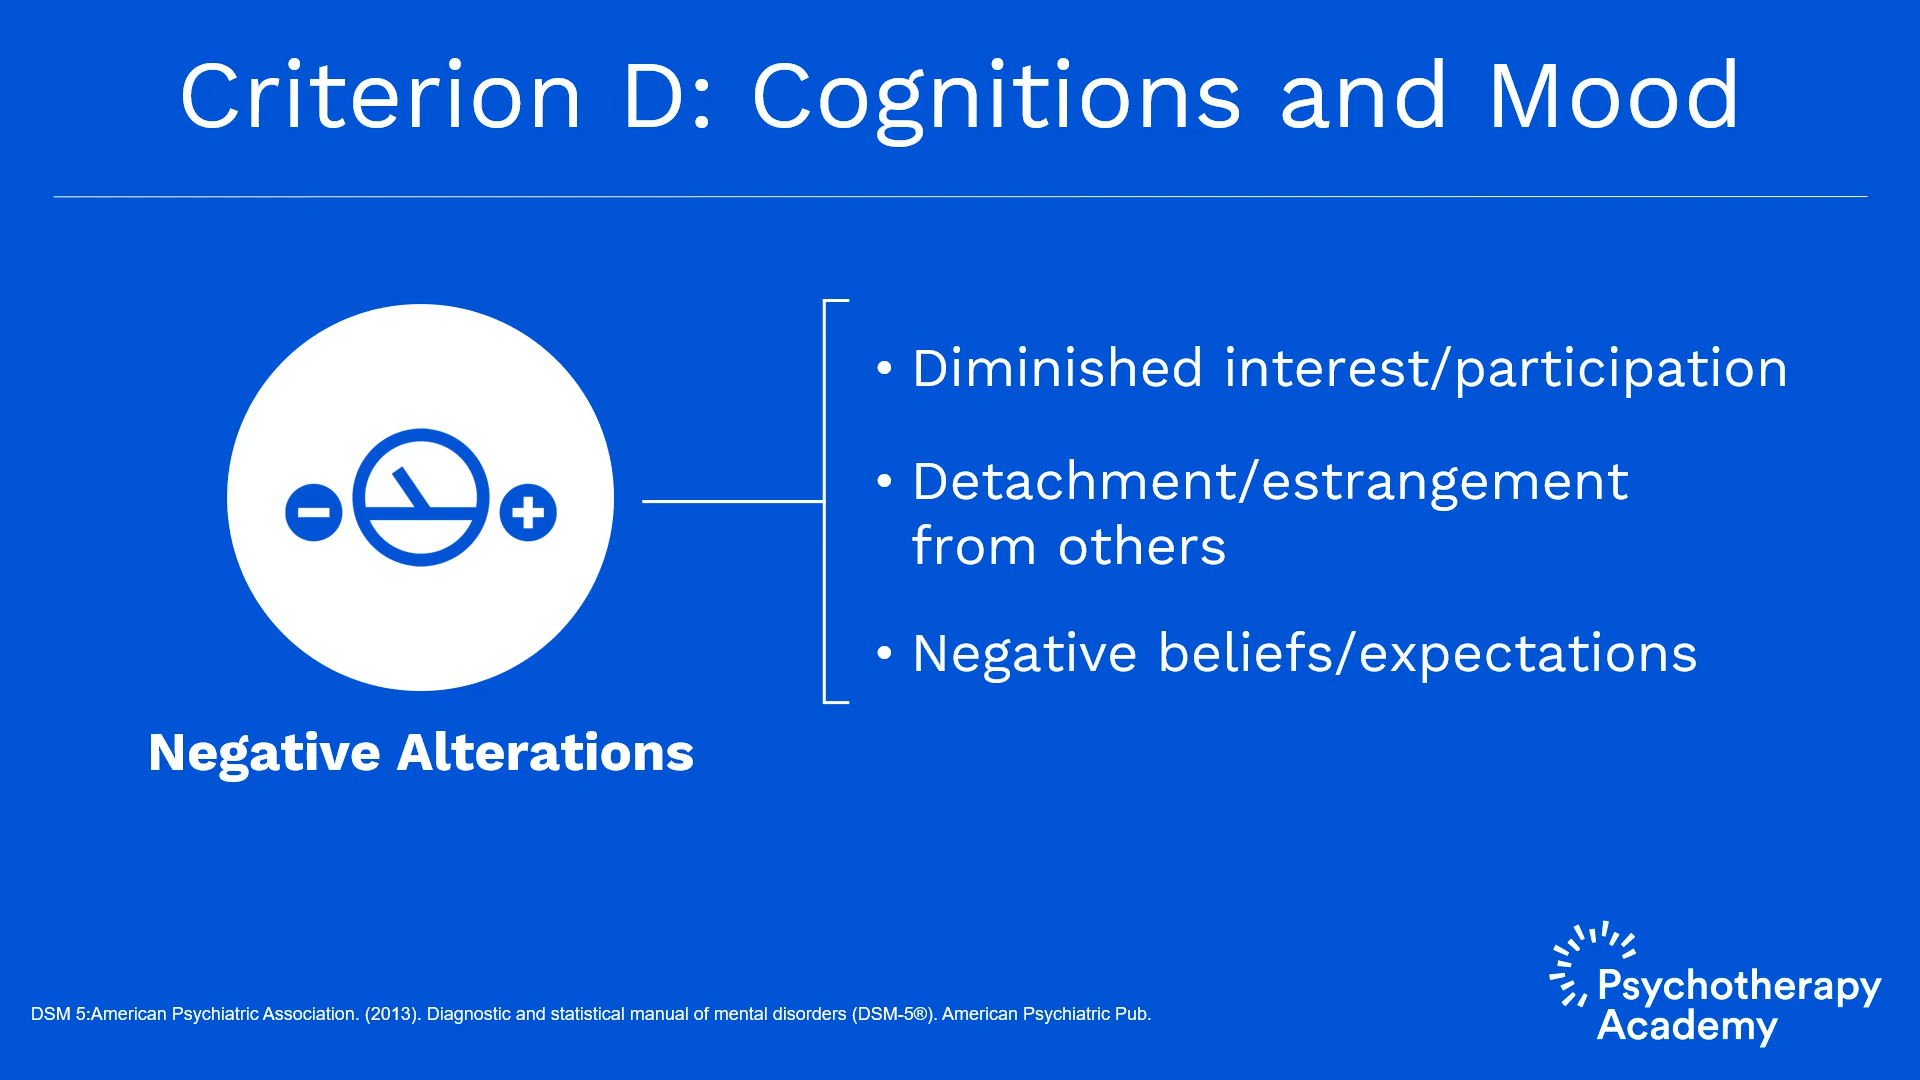 Criterion D: Cognitions and Mood
• Diminished interest/participation
• Detachment/estrangement
from others
• Negative beliefs/expectations
Negative Alterations
DSM 5:American Psychiatric Association. (2013). Diagnostic and statistical manual of mental disorders (DSM-5®). American Psychiatric Pub.
Psychotherapy
Academy